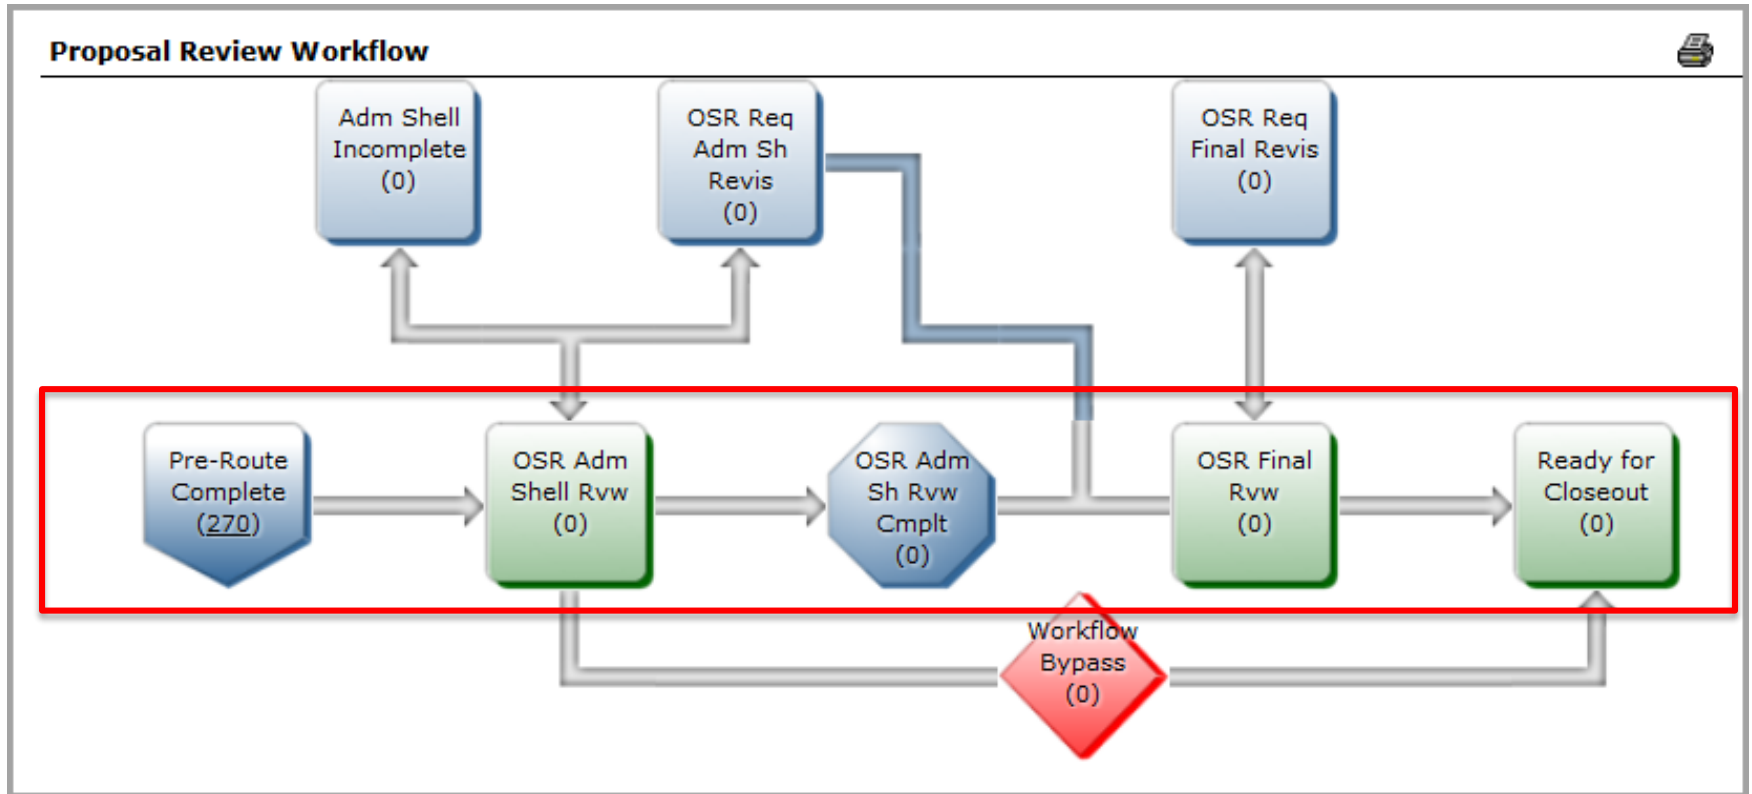 Proposal Review Workflow
Adm Shell
Incomplete
(0)
OSR Req
Adm Sh
Revis
(0)
OSR Req
Final Revis
(0)
Pre-Route
Complete
(270)
OSR Adm
Shell Rvw
(0)
OSR Adm
Sh Rvw
Cmplt
(0)
OSR Final
Rvw
(0)
Ready for
Closeout
(0)
Workflow
Bypass
(0)